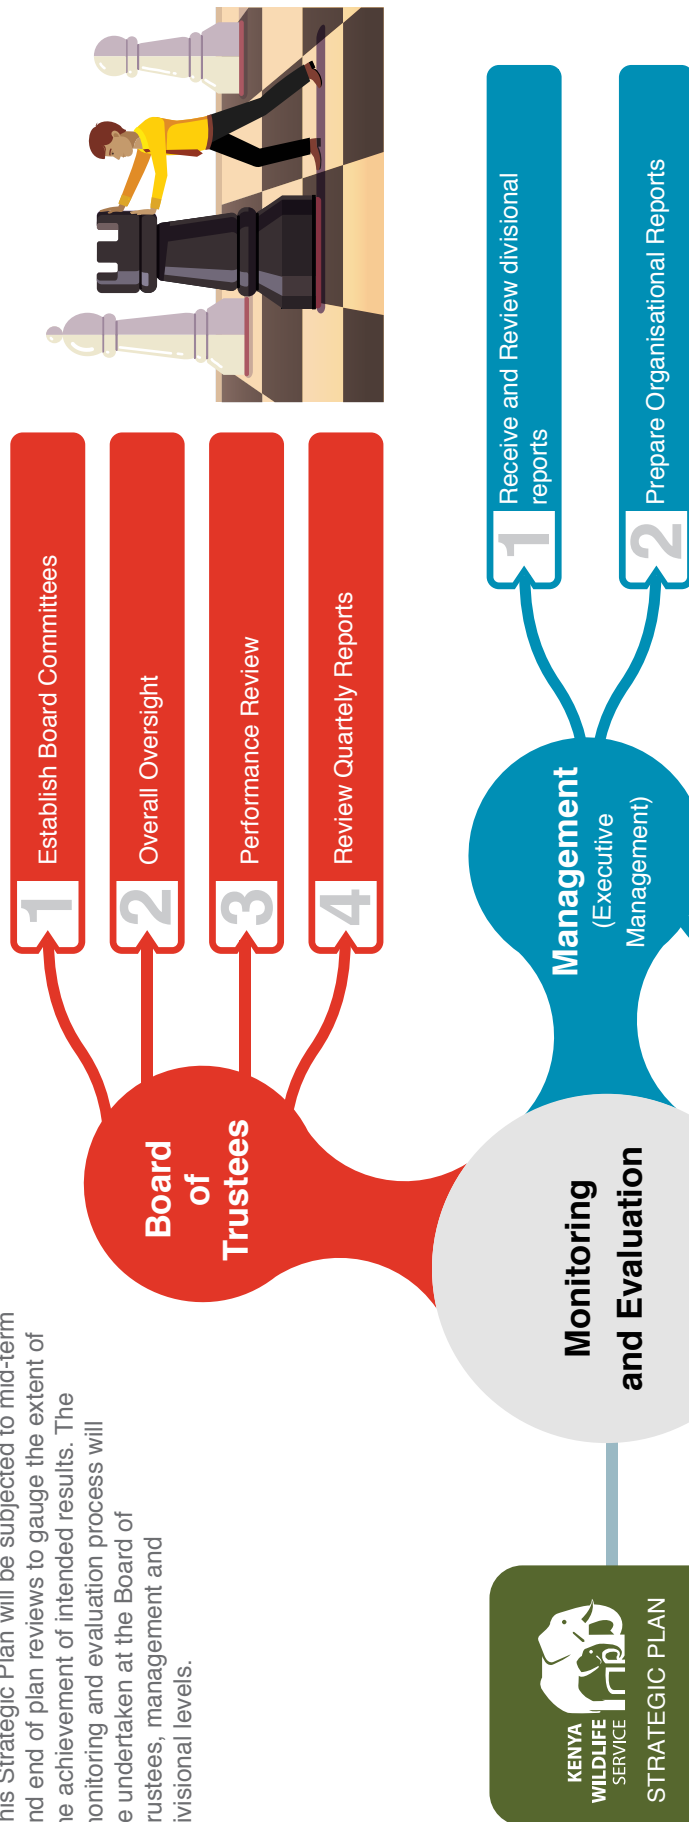 his Strategic Plan will be subjected to mid-term
nd end of plan reviews to gauge the extent of
he achievement of intended results. The
onitoring and evaluation process will
e undertaken at the Board of
rustees, management and
ivisional levels.
Board
of
Trustees
1 Establish Board Committees
2 Overall Oversight
3 Performance Review
4 Review Quartely Reports
KENYA
WILDLIFE
SERVICE
STRATEGIC PLAN
Monitoring
and Evaluation
Management
(Executive
Management)
1 Receive and Review divisional
reports
2 Prepare Organisational Reports